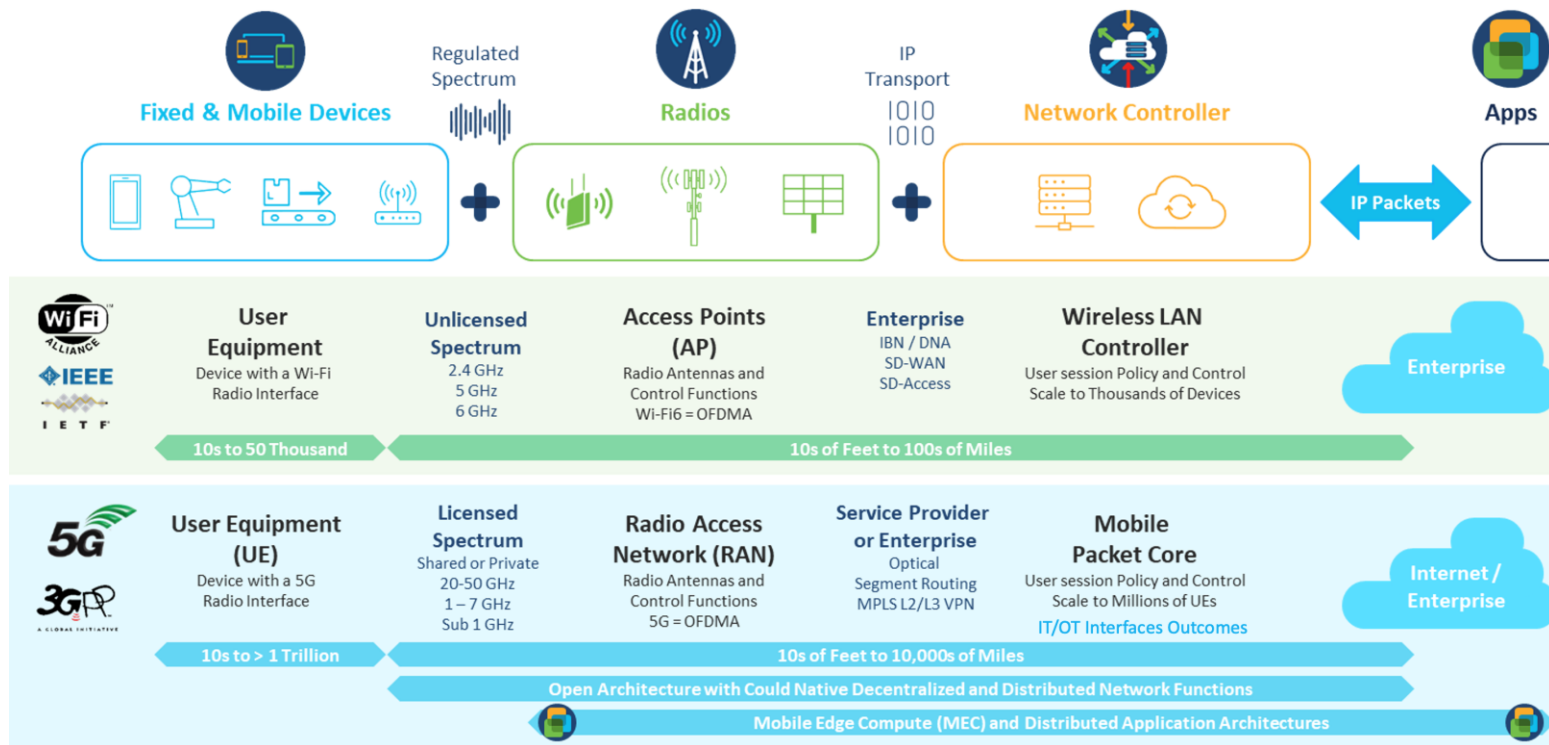 Regulated
Spectrum
IP
Transport
1010
1010
Fixed & Mobile Devices
Radios
Network Controller
Apps
IP Packets
Wi Fi
ALLIANCE
IEEE
I E T F
User
Equipment
Device with a Wi-Fi
Radio Interface
Unlicensed
Spectrum
2.4 GHz
5 GHz
6 GHz
Access Points
(AP)
Radio Antennas and
Control Functions
Wi-Fi6 = OFDMA
Enterprise
IBN / DNA
SD-WAN
SD-Access
Wireless LAN
Controller
User session Policy and Control
Scale to Thousands of Devices
Enterprise
10s to 50 Thousand
10s of Feet to 100s of Miles
5G
3GPP
A GLOBAL INITIATIVE
User Equipment
(UE)
Device with a 5G
Radio Interface
Licensed
Spectrum
Shared or Private
20-50 GHz
1 – 7 GHz
Sub 1 GHz
Radio Access
Network (RAN)
Radio Antennas and
Control Functions
5G = OFDMA
Service Provider
or Enterprise
Optical
Segment Routing
MPLS L2/L3 VPN
Mobile
Packet Core
User session Policy and Control
Scale to Millions of UEs
IT/OT Interfaces Outcomes
Internet /
Enterprise
10s to > 1 Trillion
10s of Feet to 10,000s of Miles
Open Architecture with Could Native Decentralized and Distributed Network Functions
Mobile Edge Compute (MEC) and Distributed Application Architectures